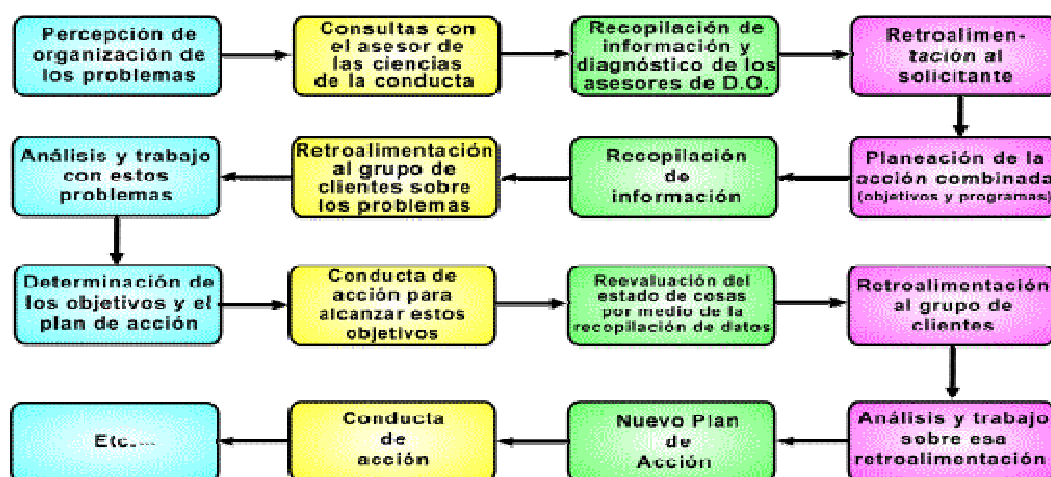 Percepción de
organización de
los problemas
Consultas con
el asesor de
las ciencias
de la conducta
Recopilación de
información y
diagnóstico de los
asesores de D.O.
Retroalimen-
tación al
solicitante
Análisis y trabajo
con estos
problemas
Retroalimentación
al grupo de
clientes sobre
los problemas
Recopilación
de
información
Planeación de la
acción combinada
(objetivos y programas)
Determinación de
los objetivos y el
plan de acción
Conducta de
acción para
alcanzar estos
objetivos
Reevaluación del
estado de cosas
por medio de la
recopilación de datos
Retroalimentación
al grupo de
clientes
Etc....
Conducta
de
acción
Nuevo Plan
de
Acción
Análisis y trabajo
sobre esa
retroalimentación